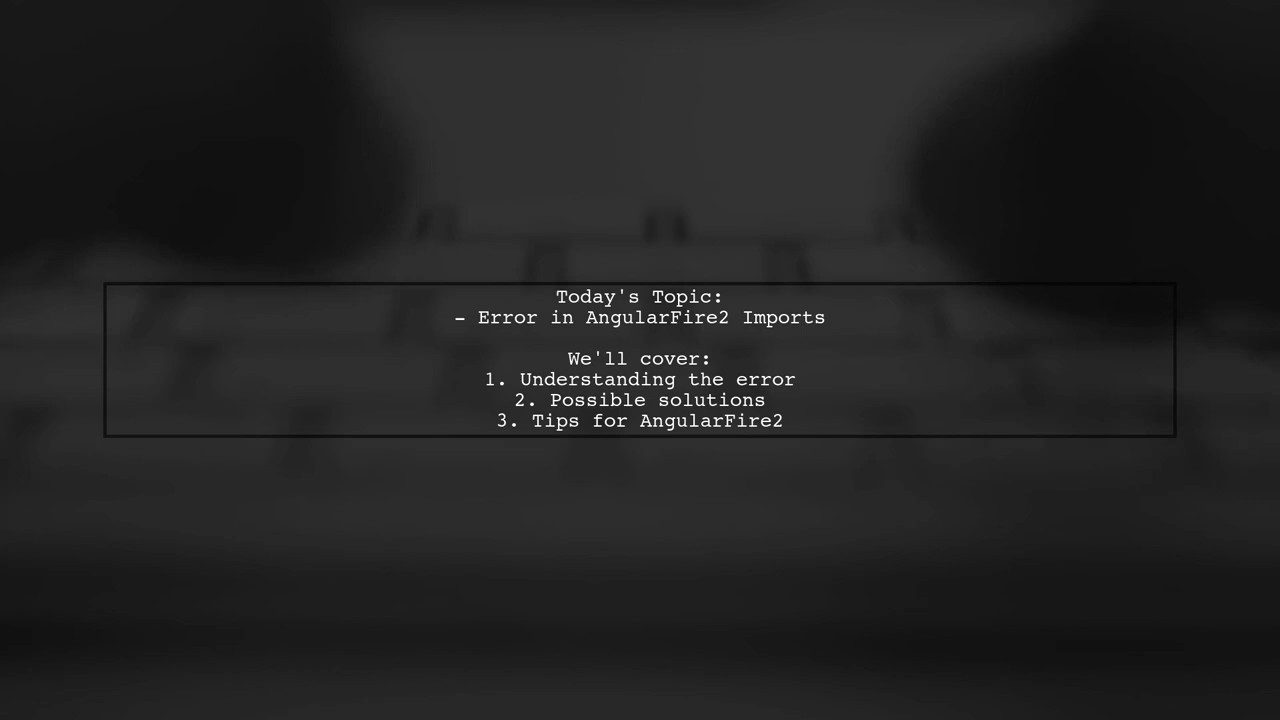 Today's Topic:
- Error in AngularFire2 Imports
We'll cover:
1. Understanding the error
2. Possible solutions
3. Tips for AngularFire2